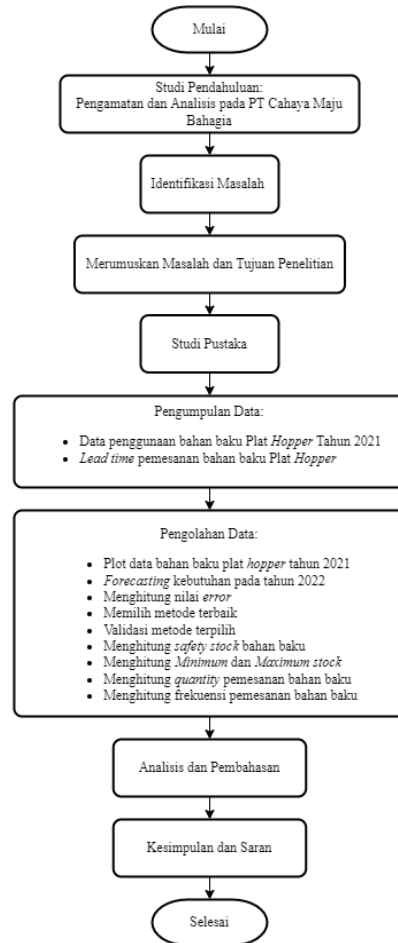 Mulai
Studi Pendahuluan:
Pengamatan dan Analisis pada PT Cahaya Maju
Bahagia
Identifikasi Masalah
Merumuskan Masalah dan Tujuan Penelitian
Studi Pustaka
Pengumpulan Data:
• Data penggunaan bahan baku Plat Hopper Tahun 2021
• Lead time pemesanan bahan baku Plat Hopper
Pengolahan Data:
• Plot data bahan baku plat hopper tahun 2021
• Forecasting kebutuhan pada tahun 2022
• Menghitung nilai error
• Memilih metode terbaik
• Validasi metode terpilih
• Menghitung safety stock bahan baku
• Menghitung Minimum dan Maximum stock
• Menghitung quantity pemesanan bahan baku
• Menghitung frekuensi pemesanan bahan baku
Analisis dan Pembahasan
Kesimpulan dan Saran
Selesai